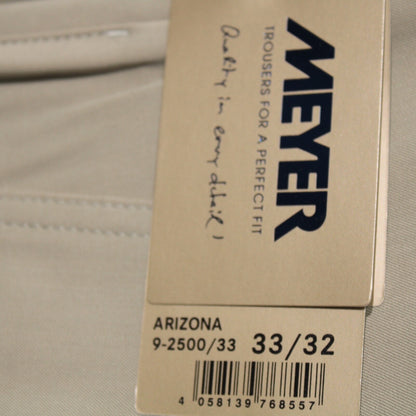 MEYER
TROUSERS FOR A PERFECT FIT
Quality in every detail!
ARIZONA
9-2500/33 33/32
4 058139 768557